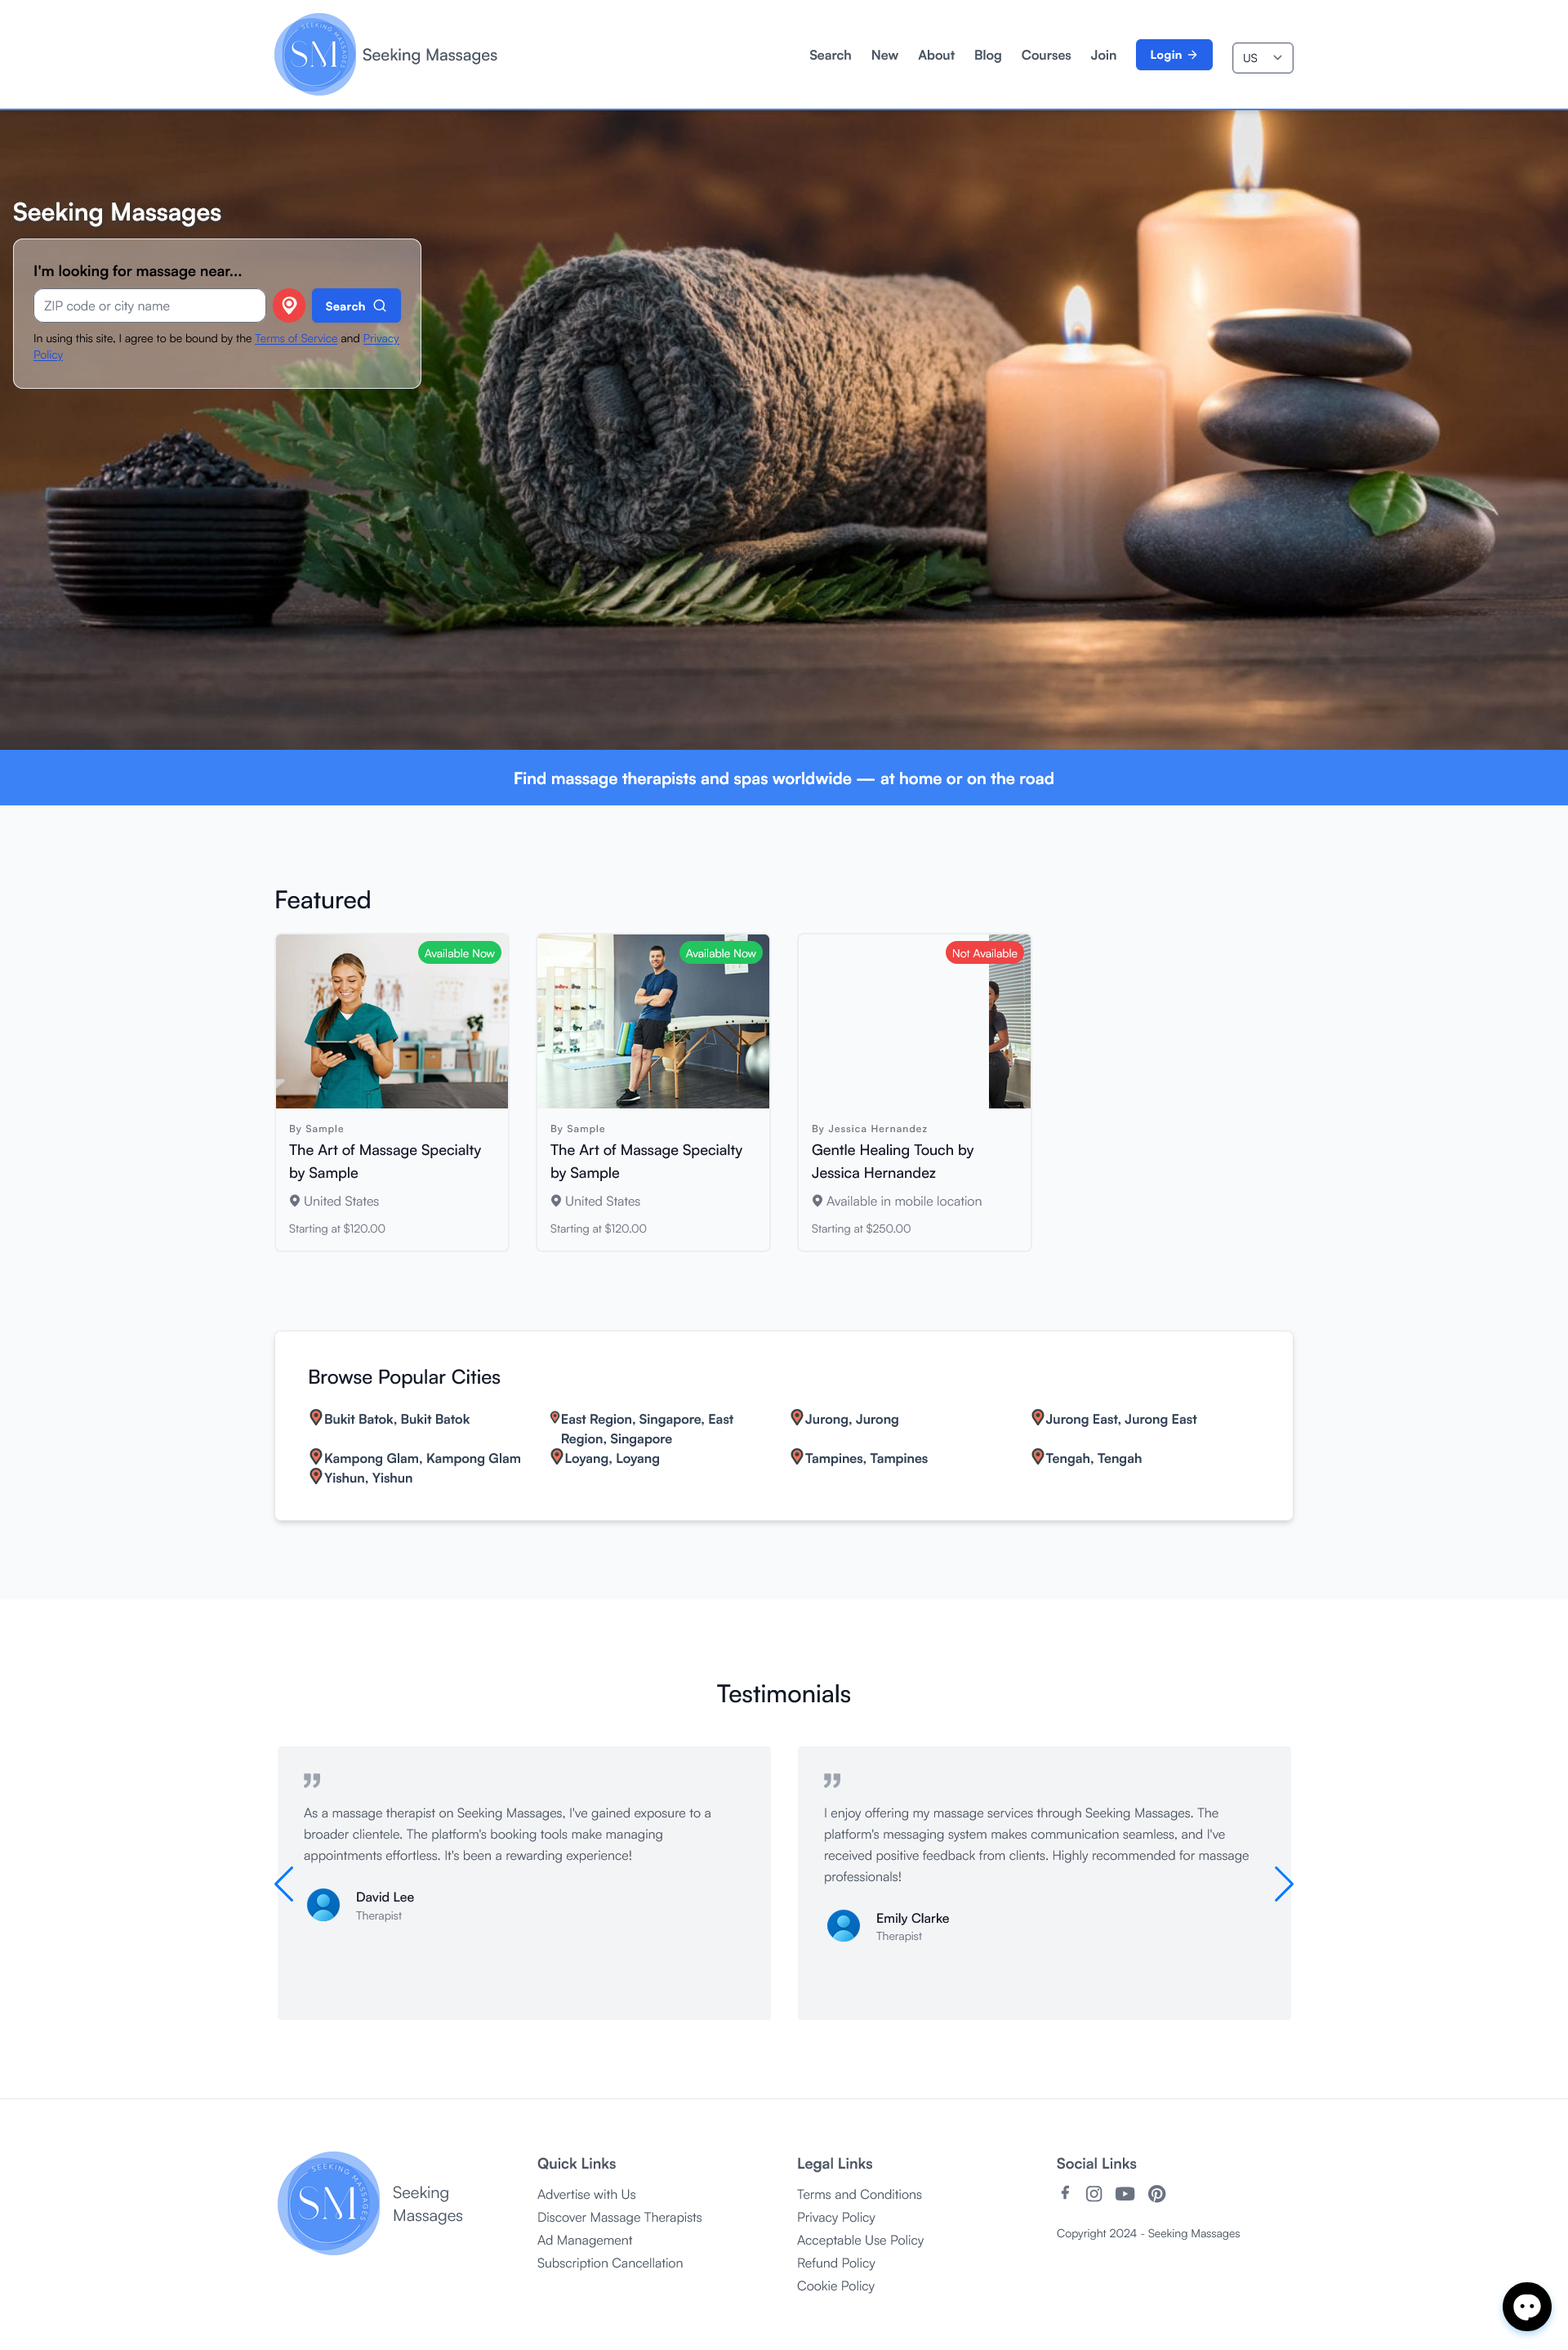 SEEKING MASSAGES
SM
Seeking Massages
Search
New
About
Blog
Courses
Join
Login
US
Seeking Massages
I'm looking for massage near...
ZIP code or city name
Search
In using this site, I agree to be bound by the Terms of Service and Privacy
Policy
Find massage therapists and spas worldwide — at home or on the road
Featured
Available Now
By Sample
The Art of Massage Specialty
by Sample
United States
Starting at $120.00
Available Now
By Sample
The Art of Massage Specialty
by Sample
United States
Starting at $120.00
Not Available
By Jessica Hernandez
Gentle Healing Touch by
Jessica Hernandez
Available in mobile location
Starting at $250.00
Browse Popular Cities
Bukit Batok, Bukit Batok
East Region, Singapore, East
Region, Singapore
Jurong, Jurong
Jurong East, Jurong East
Kampong Glam, Kampong Glam
Loyang, Loyang
Tampines, Tampines
Tengah, Tengah
Yishun, Yishun
Testimonials
As a massage therapist on Seeking Massages, I've gained exposure to a
broader clientele. The platform's booking tools make managing
appointments effortless. It's been a rewarding experience!
David Lee
Therapist
I enjoy offering my massage services through Seeking Massages. The
platform's messaging system makes communication seamless, and I've
received positive feedback from clients. Highly recommended for massage
professionals!
Emily Clarke
Therapist
SEEKING MASSAGES
SM
Seeking
Massages
Quick Links
Advertise with Us
Discover Massage Therapists
Ad Management
Subscription Cancellation
Legal Links
Terms and Conditions
Privacy Policy
Acceptable Use Policy
Refund Policy
Cookie Policy
Social Links
Copyright 2024 - Seeking Massages